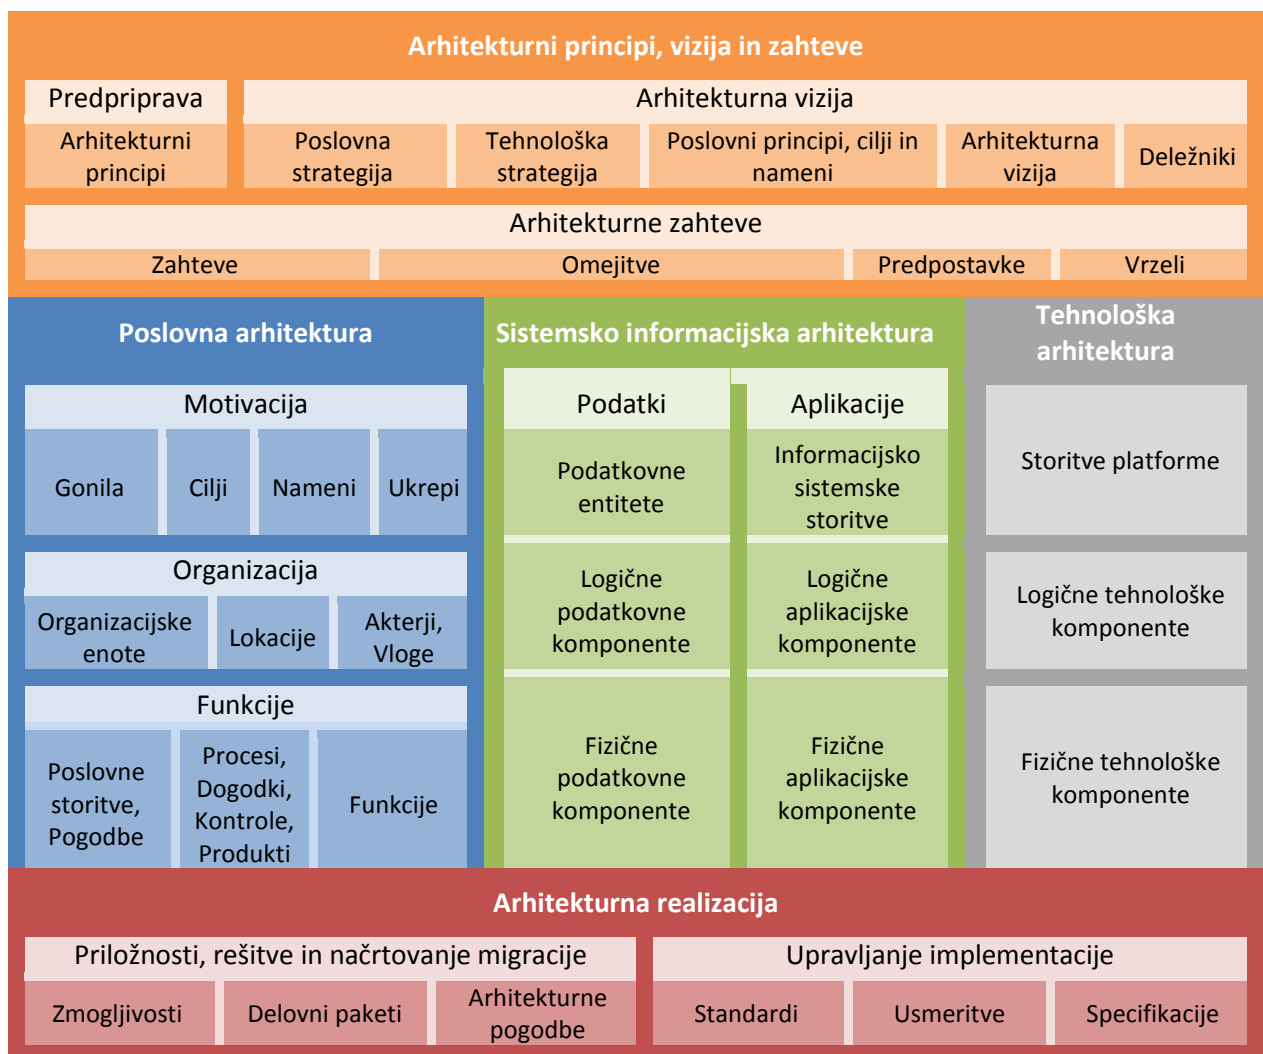 Arhitekturni principi, vizija in zahteve
Predpriprava
Arhitekturna vizija
Arhitekturni
principi
Poslovna
strategija
Tehnološka
strategija
Poslovni principi, cilji in
nameni
Arhitekturna
vizija
Deležniki
Arhitekturne zahteve
Zahteve
Omejitve
Predpostavke
Vrzeli
Poslovna arhitektura
Motivacija
Gonila
Cilji
Nameni
Ukrepi
Organizacija
Organizacijske
enote
Lokacije
Akterji,
Vloge
Funkcije
Poslovne
storitve,
Pogodbe
Procesi,
Dogodki,
Kontrole,
Produkti
Funkcije
Sistemsko informacijska arhitektura
Podatki
Podatkovne
entitete
Logične
podatkovne
komponente
Fizične
podatkovne
komponente
Aplikacije
Informacijsko
sistemske
storitve
Logične
aplikacijske
komponente
Fizične
aplikacijske
komponente
Tehnološka
arhitektura
Storitve platforme
Logične tehnološke
komponente
Fizične tehnološke
komponente
Arhitekturna realizacija
Priložnosti, rešitve in načrtovanje migracije
Zmogljivosti
Delovni paketi
Arhitekturne
pogodbe
Upravljanje implementacije
Standardi
Usmeritve
Specifikacije